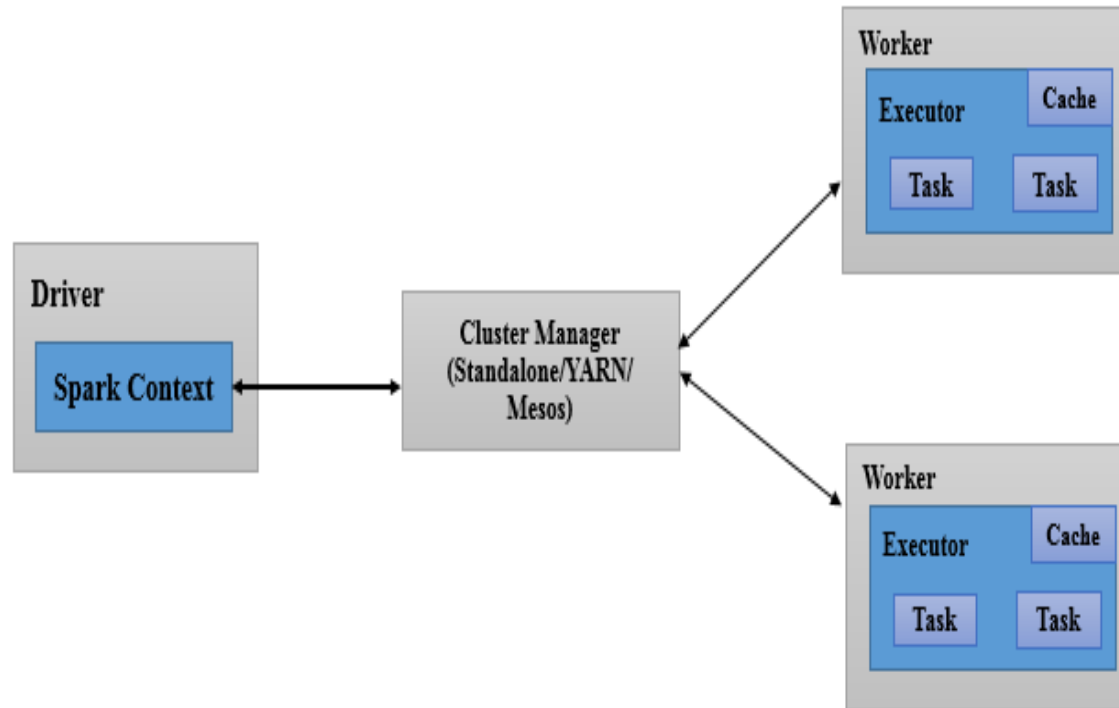 Driver
Spark Context
Cluster Manager
(Standalone/YARN/
Mesos)
Worker
Executor
Cache
Task
Task
Worker
Executor
Cache
Task
Task